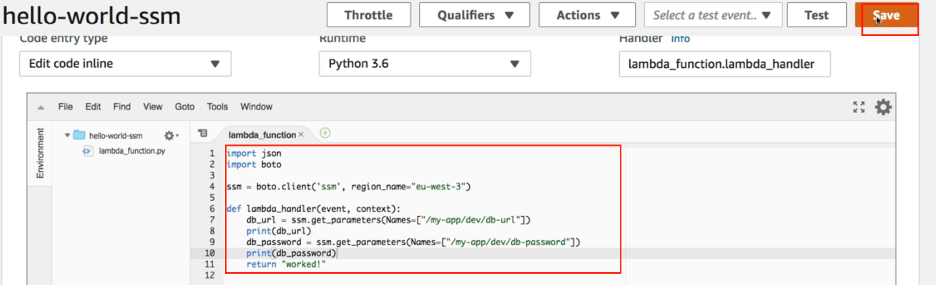 hello-world-ssm Throttle Qualifiers Actions Select a test event.. Test Save
Code entry type Runtime Handler Info
Edit code inline Python 3.6 lambda_function.lambda_handler
File Edit Find View Goto Tools Window
Environment
hello-world-ssm
lambda_function.py
lambda_function
1 import json
2 import boto
3
4 ssm = boto.client('ssm', region_name="eu-west-3")
5
6 def lambda_handler(event, context):
7 db_url = ssm.get_parameters(Names=["/my-app/dev/db-url"])
8 print(db_url)
9 db_password = ssm.get_parameters(Names=["/my-app/dev/db-password"])
10 print(db_password)
11 return "worked!"
12